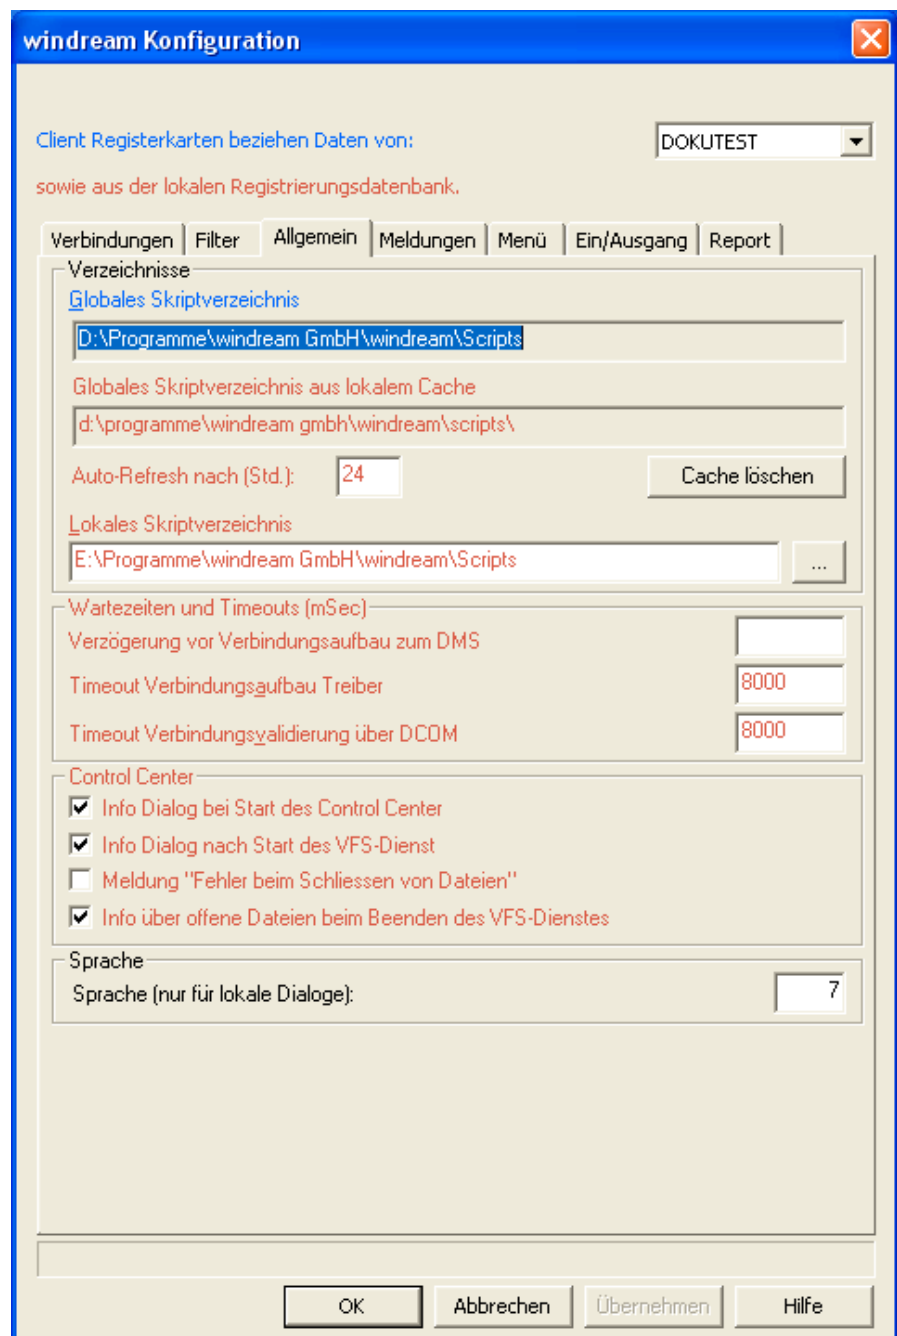 windream Konfiguration
Client Registerkarten beziehen Daten von:
DOKUTEST
sowie aus der lokalen Registrierungsdatenbank.
Verbindungen Filter Allgemein Meldungen Menü Ein/Ausgang Report
Verzeichnisse
Globales Skriptverzeichnis
D:\Programme\windream GmbH\windream\Scripts
Globales Skriptverzeichnis aus lokalem Cache
d:\programme\windream gmbh\windream\scripts\
Auto-Refresh nach (Std.): 24 Cache löschen
Lokales Skriptverzeichnis
E:\Programme\windream GmbH\windream\Scripts ...
Wartezeiten und Timeouts (mSec)
Verzögerung vor Verbindungsaufbau zum DMS
Timeout Verbindungsaufbau Treiber 8000
Timeout Verbindungsvalidierung über DCOM 8000
Control Center
Info Dialog bei Start des Control Center
Info Dialog nach Start des VFS-Dienst
Meldung "Fehler beim Schliessen von Dateien"
Info über offene Dateien beim Beenden des VFS-Dienstes
Sprache
Sprache (nur für lokale Dialoge): 7
OK Abbrechen Übernehmen Hilfe